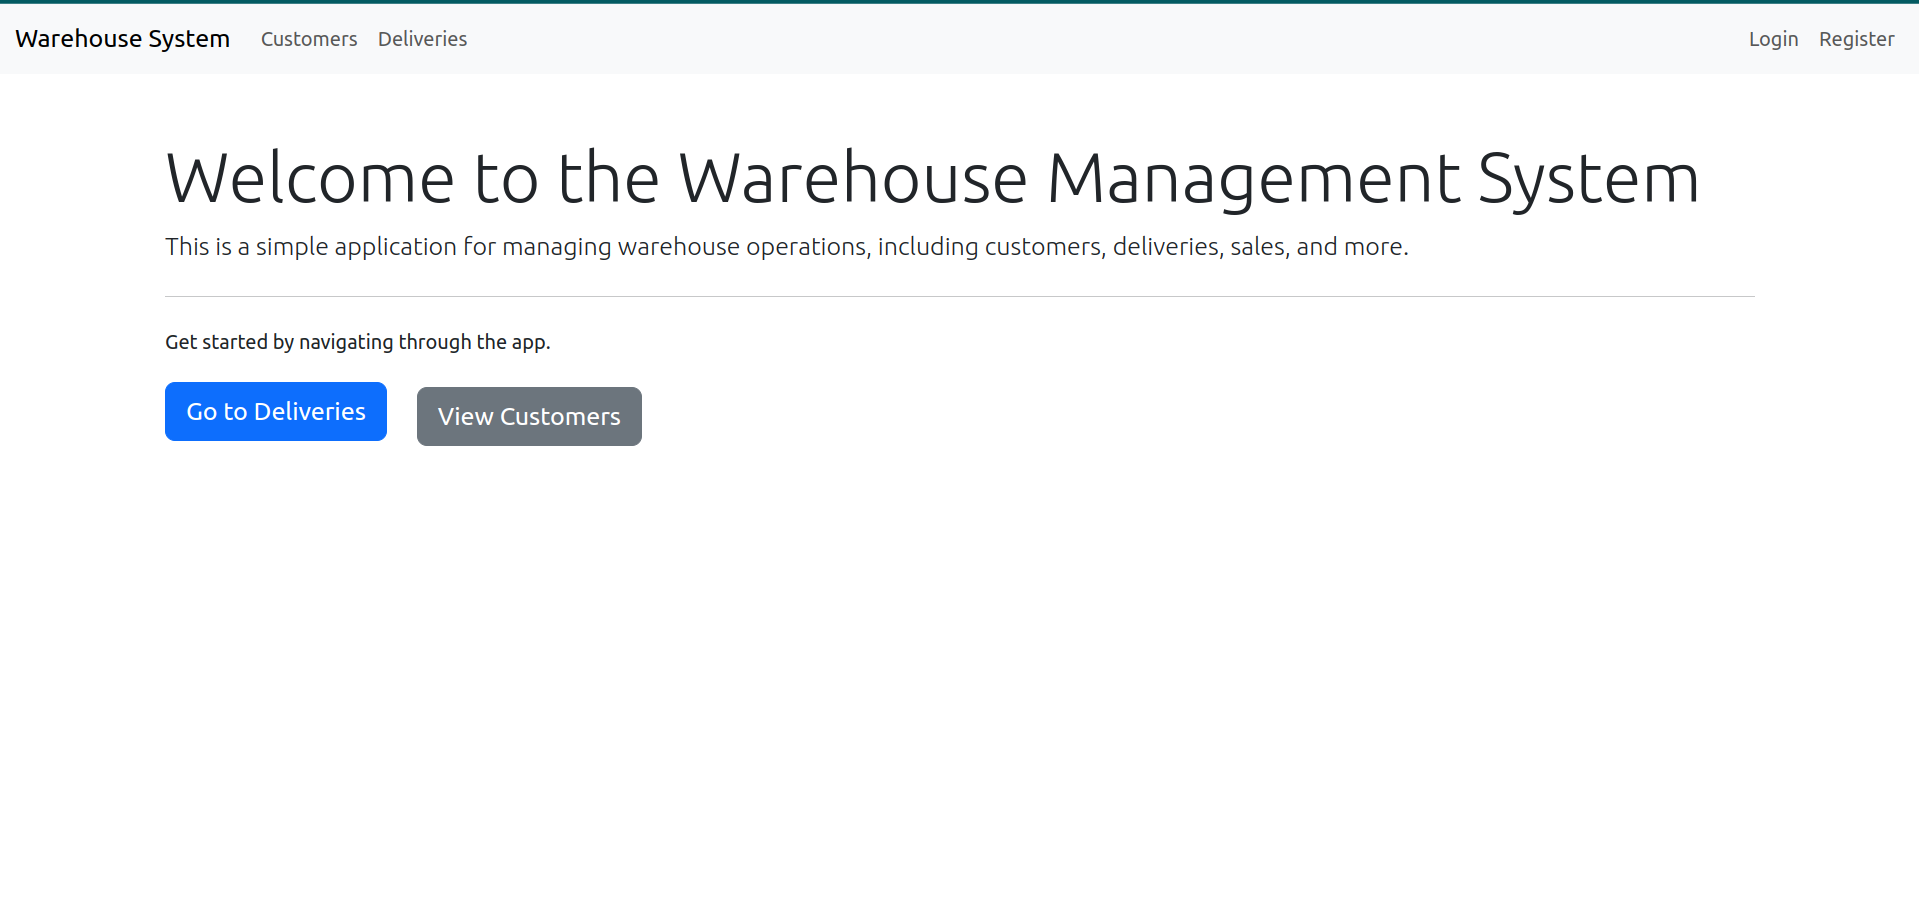 Warehouse System Customers Deliveries Login Register
Welcome to the Warehouse Management System
This is a simple application for managing warehouse operations, including customers, deliveries, sales, and more.
Get started by navigating through the app.
Go to Deliveries View Customers